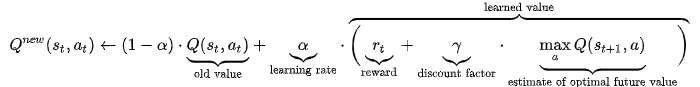 learned value
Q^{new}(s_t, a_t) ← (1 − α) · Q(s_t, a_t) + α · ( r_t + γ · max_a Q(s_{t+1}, a) )
old value learning rate reward discount factor estimate of optimal future value